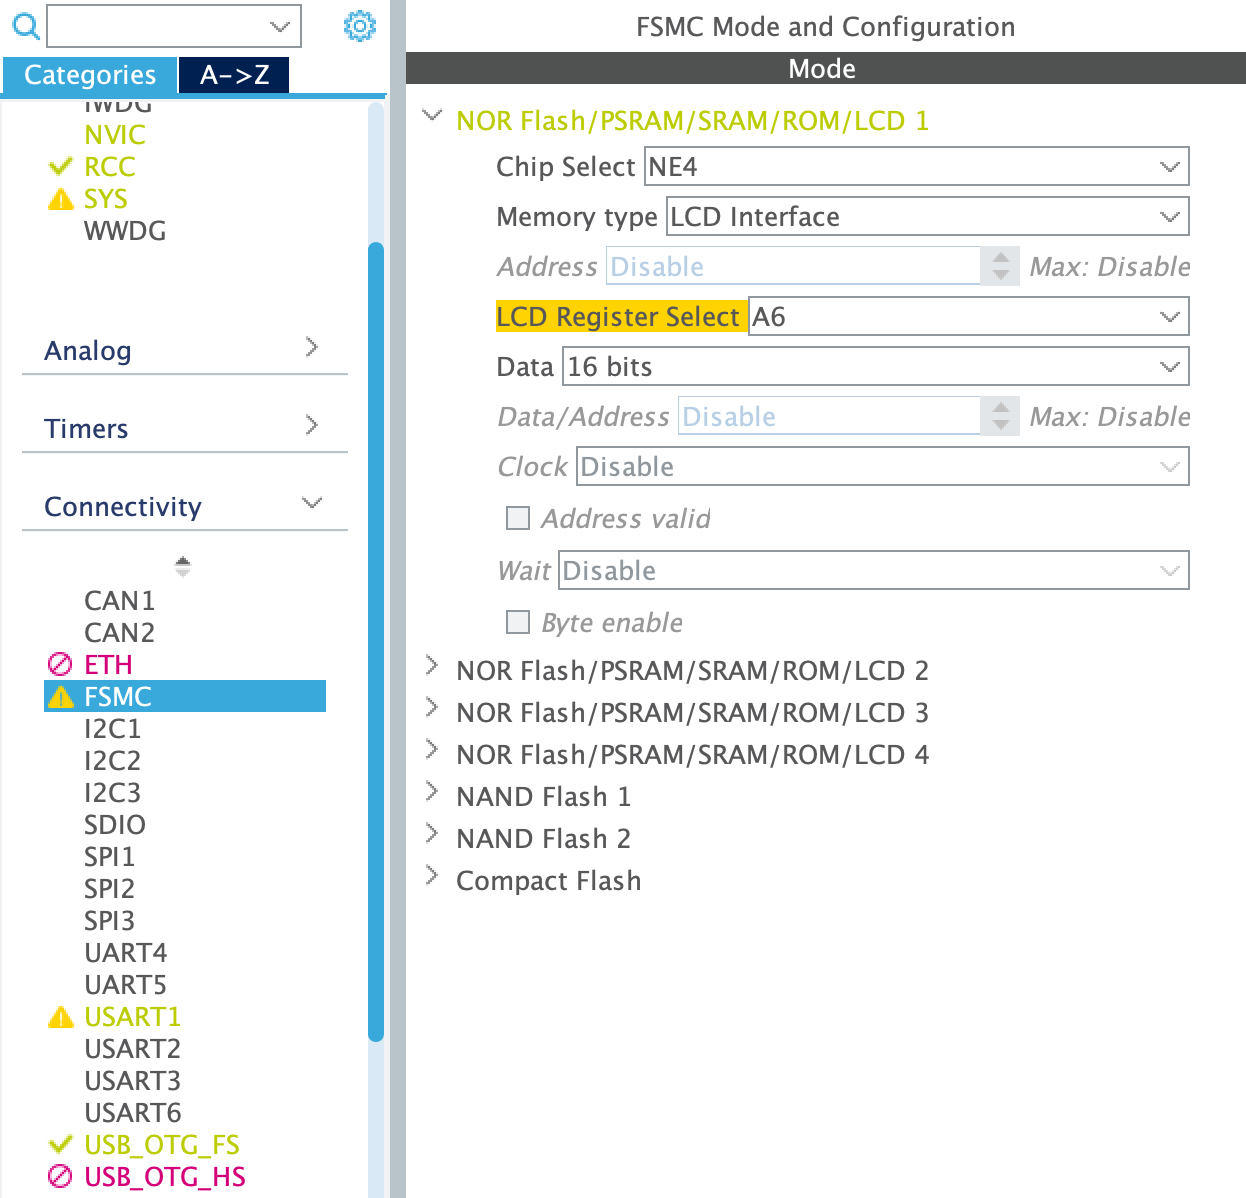 Categories
A->Z
IWDG
NVIC
RCC
SYS
WWDG
Analog
Timers
Connectivity
CAN1
CAN2
ETH
FSMC
I2C1
I2C2
I2C3
SDIO
SPI1
SPI2
SPI3
UART4
UART5
USART1
USART2
USART3
USART6
USB_OTG_FS
USB_OTG_HS
FSMC Mode and Configuration
Mode
NOR Flash/PSRAM/SRAM/ROM/LCD 1
Chip Select NE4
Memory type LCD Interface
Address Disable Max: Disable
LCD Register Select A6
Data 16 bits
Data/Address Disable Max: Disable
Clock Disable
Address valid
Wait Disable
Byte enable
NOR Flash/PSRAM/SRAM/ROM/LCD 2
NOR Flash/PSRAM/SRAM/ROM/LCD 3
NOR Flash/PSRAM/SRAM/ROM/LCD 4
NAND Flash 1
NAND Flash 2
Compact Flash